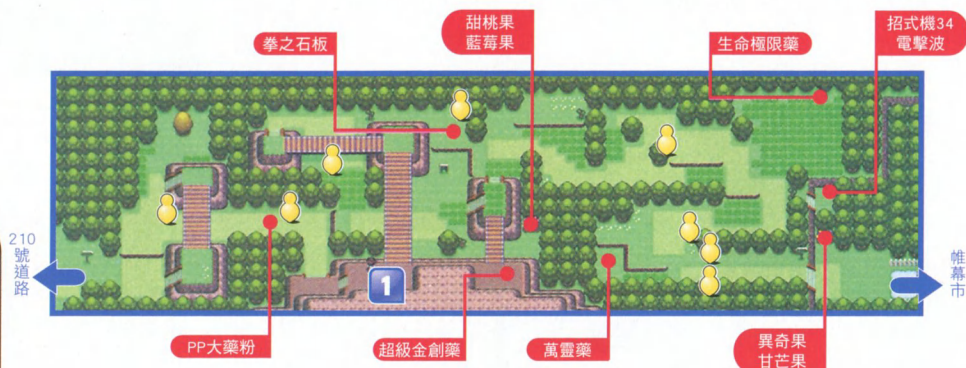 拳之石板
甜桃果
藍莓果
生命極限藥
招式機34
電擊波
210
號
道
路
1
帷
幕
市
PP大藥粉
超級金創藥
萬靈藥
異奇果
甘芒果